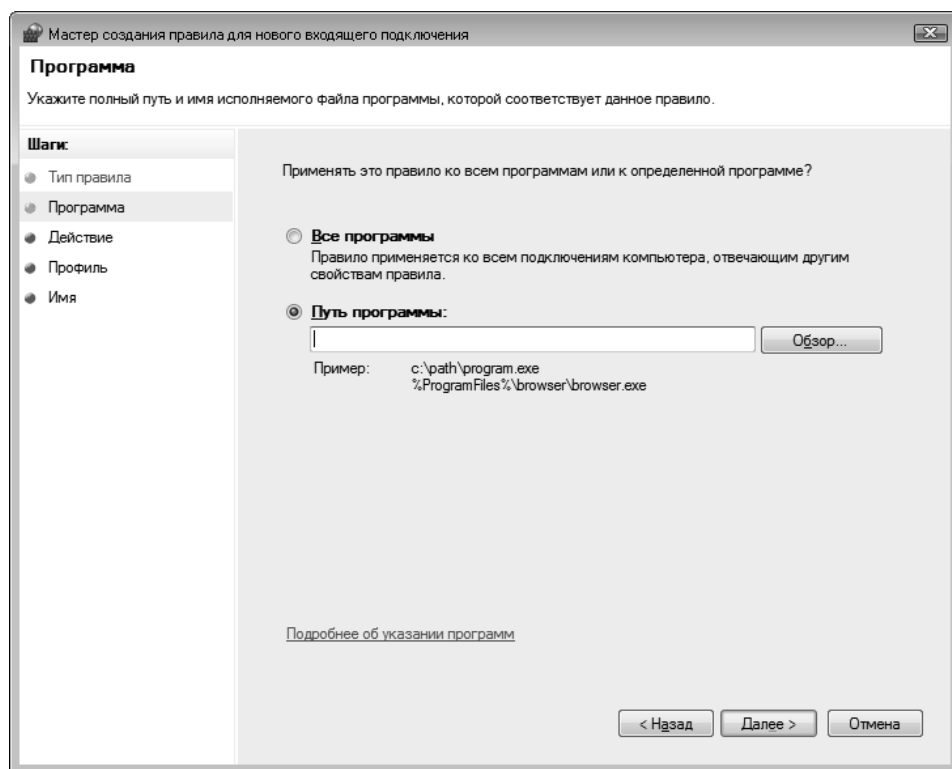 Мастер создания правила для нового входящего подключения
Программа
Укажите полный путь и имя исполняемого файла программы, которой соответствует данное правило.
Шаги:
Тип правила
Программа
Действие
Профиль
Имя
Применять это правило ко всем программам или к определенной программе?
Все программы
Правило применяется ко всем подключениям компьютера, отвечающим другим
свойствам правила.
Путь программы:
Обзор...
Пример: c:\path\program.exe
%ProgramFiles%\browser\browser.exe
Подробнее об указании программ
< Назад Далее > Отмена